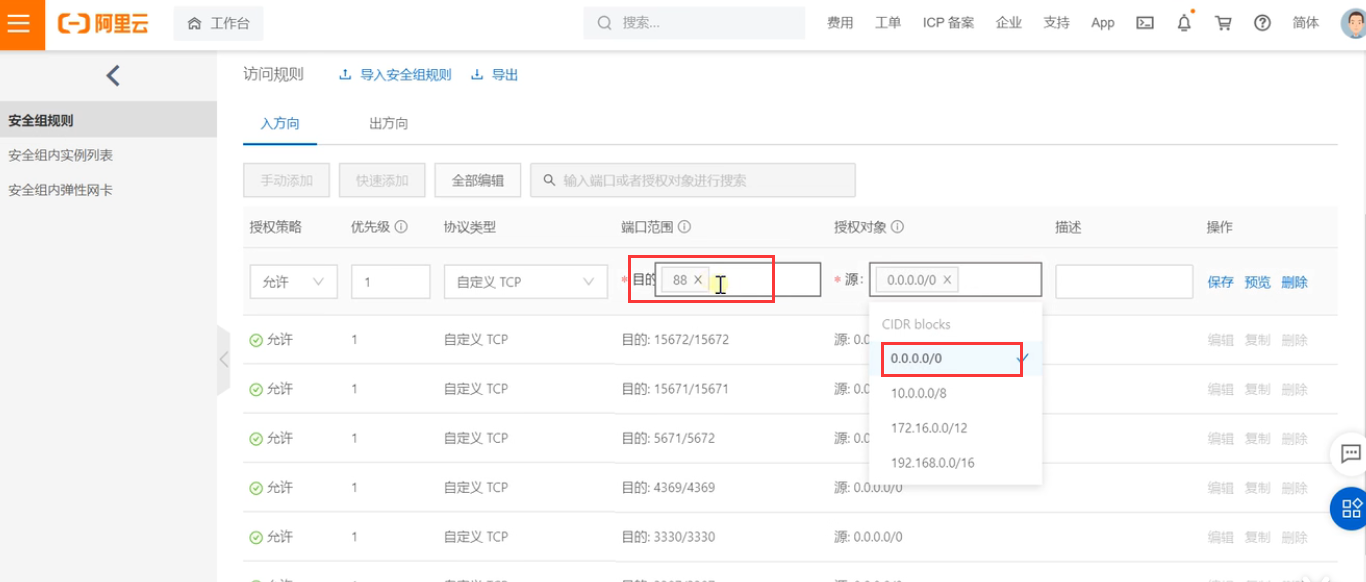 阿里云 工作台 搜索... 费用 工单 ICP 备案 企业 支持 App 简体
访问规则 导入安全组规则 导出
安全组规则
安全组内实例列表
安全组内弹性网卡
入方向 出方向
手动添加 快速添加 全部编辑 输入端口或者授权对象进行搜索
授权策略 优先级 协议类型 端口范围 授权对象 描述 操作
允许 1 自定义 TCP * 目的 88 × * 源: 0.0.0.0/0 × 保存 预览 删除
CIDR blocks
0.0.0.0/0
10.0.0.0/8
172.16.0.0/12
192.168.0.0/16
允许 1 自定义 TCP 目的: 15672/15672 源: 0.0 编辑 复制 删除
允许 1 自定义 TCP 目的: 15671/15671 源: 0.0 编辑 复制 删除
允许 1 自定义 TCP 目的: 5671/5672 源: 0.0 编辑 复制 删除
允许 1 自定义 TCP 目的: 4369/4369 源: 0.0.0.0/0 编辑 复制 删除
允许 1 自定义 TCP 目的: 3330/3330 源: 0.0.0.0/0 编辑 复制 删除